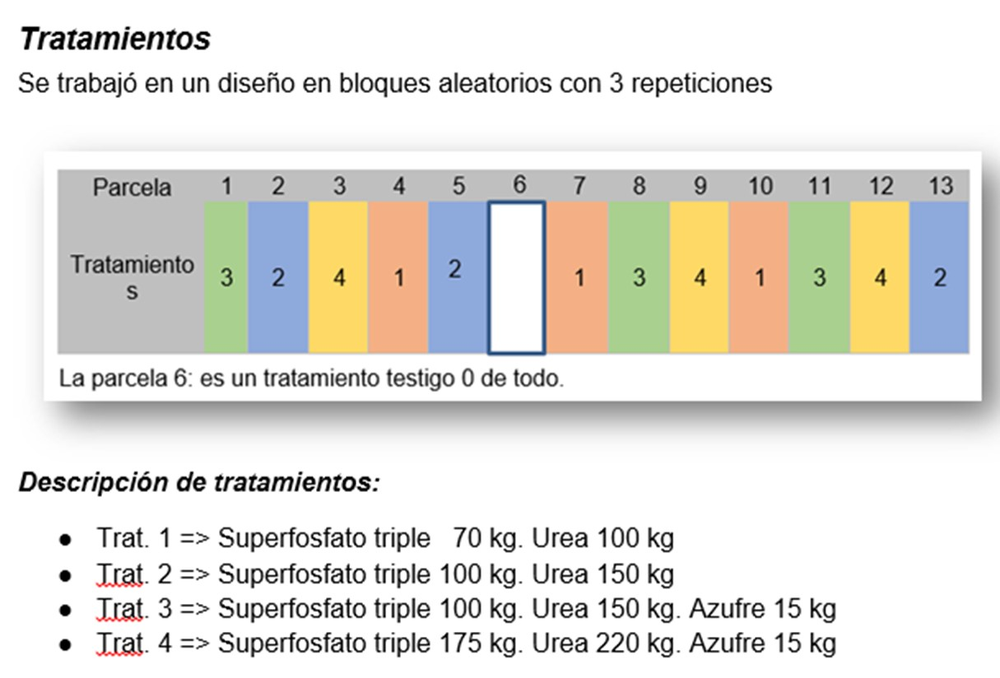 Tratamientos
Se trabajó en un diseño en bloques aleatorios con 3 repeticiones
Parcela 1 2 3 4 5 6 7 8 9 10 11 12 13
Tratamiento
s
3 2 4 1 2 1 3 4 1 3 4 2
La parcela 6: es un tratamiento testigo 0 de todo.
Descripción de tratamientos:
● Trat. 1 => Superfosfato triple 70 kg. Urea 100 kg
● Trat. 2 => Superfosfato triple 100 kg. Urea 150 kg
● Trat. 3 => Superfosfato triple 100 kg. Urea 150 kg. Azufre 15 kg
● Trat. 4 => Superfosfato triple 175 kg. Urea 220 kg. Azufre 15 kg